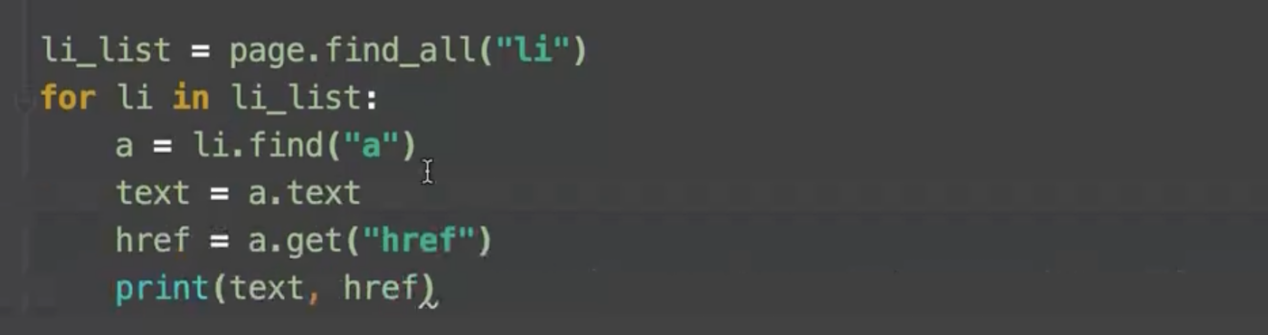 li_list = page.find_all("li")
for li in li_list:
    a = li.find("a")
    text = a.text
    href = a.get("href")
    print(text, href)